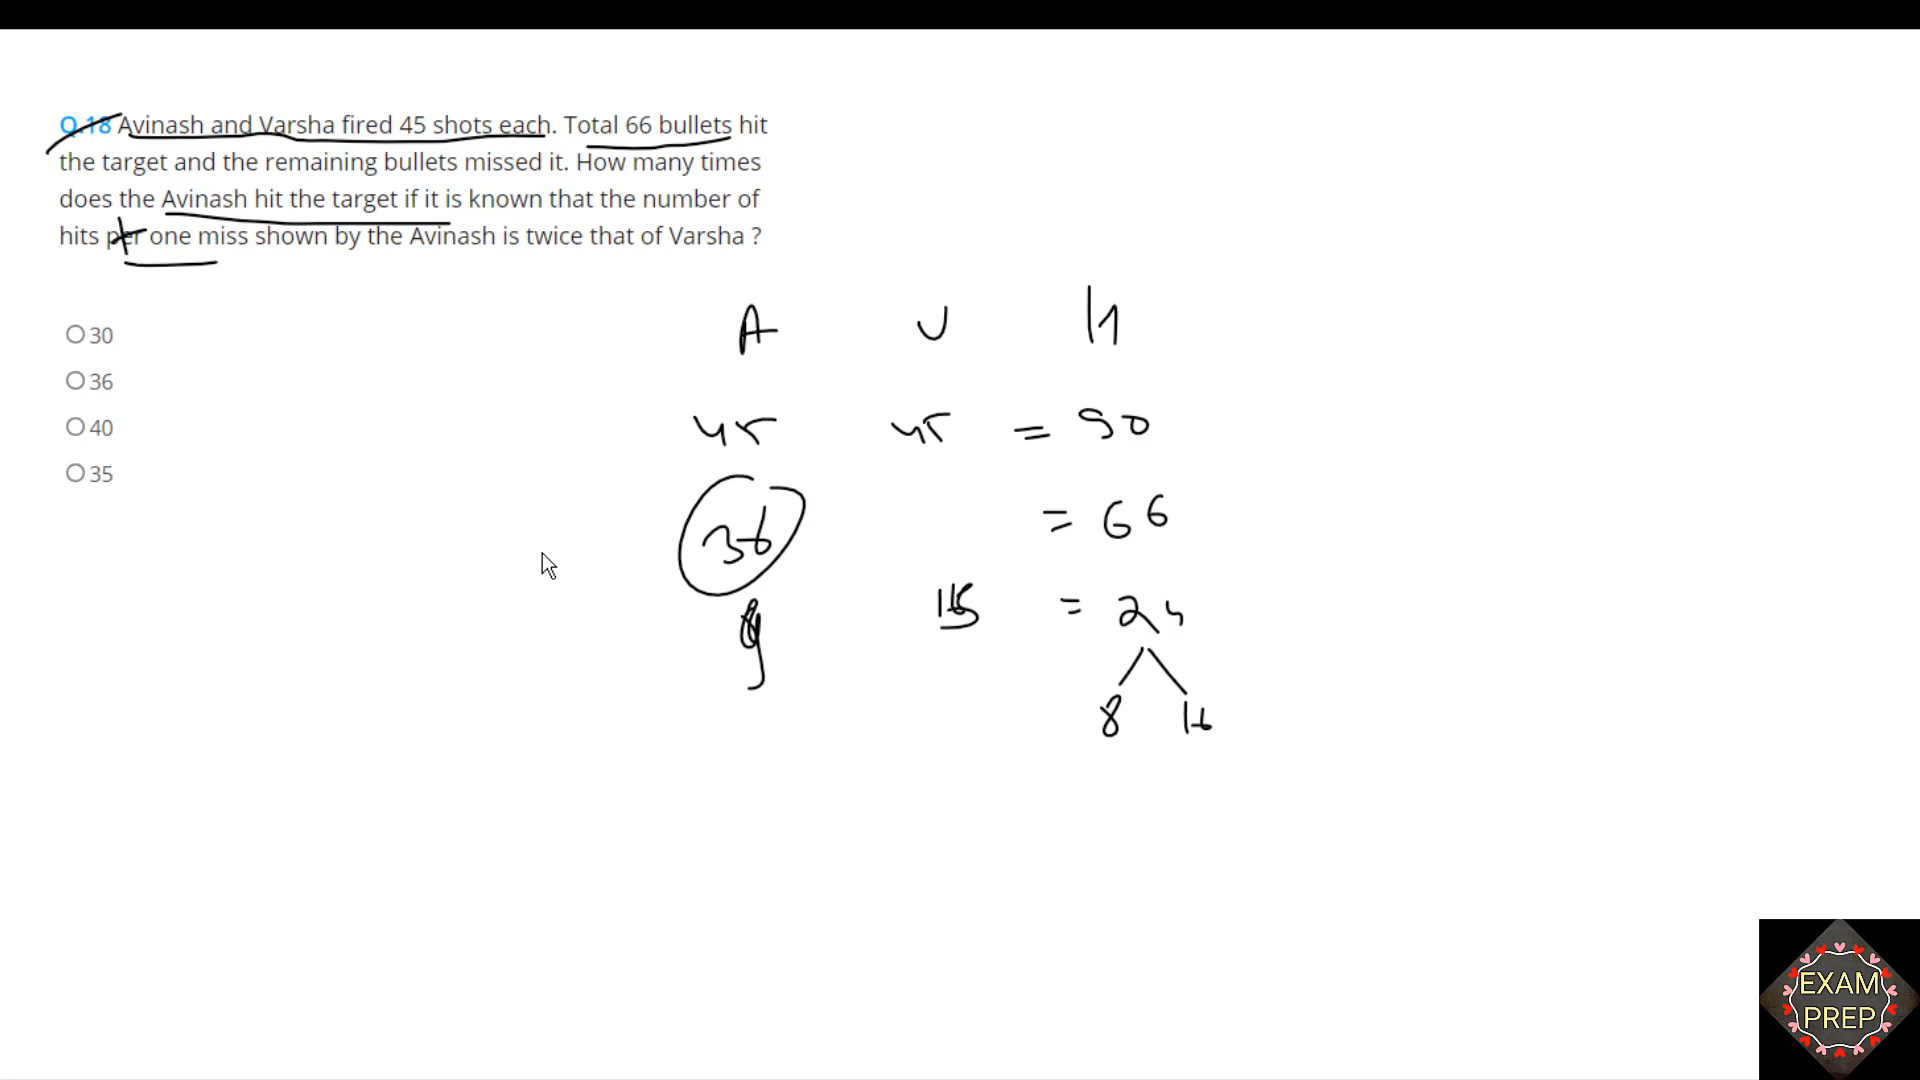 Q.18 Avinash and Varsha fired 45 shots each. Total 66 bullets hit
the target and the remaining bullets missed it. How many times
does the Avinash hit the target if it is known that the number of
hits per one miss shown by the Avinash is twice that of Varsha ?
30
36
40
35
A V
45 45 = 90
36 = 66
9 15 = 24
8 16
EXAM
PREP